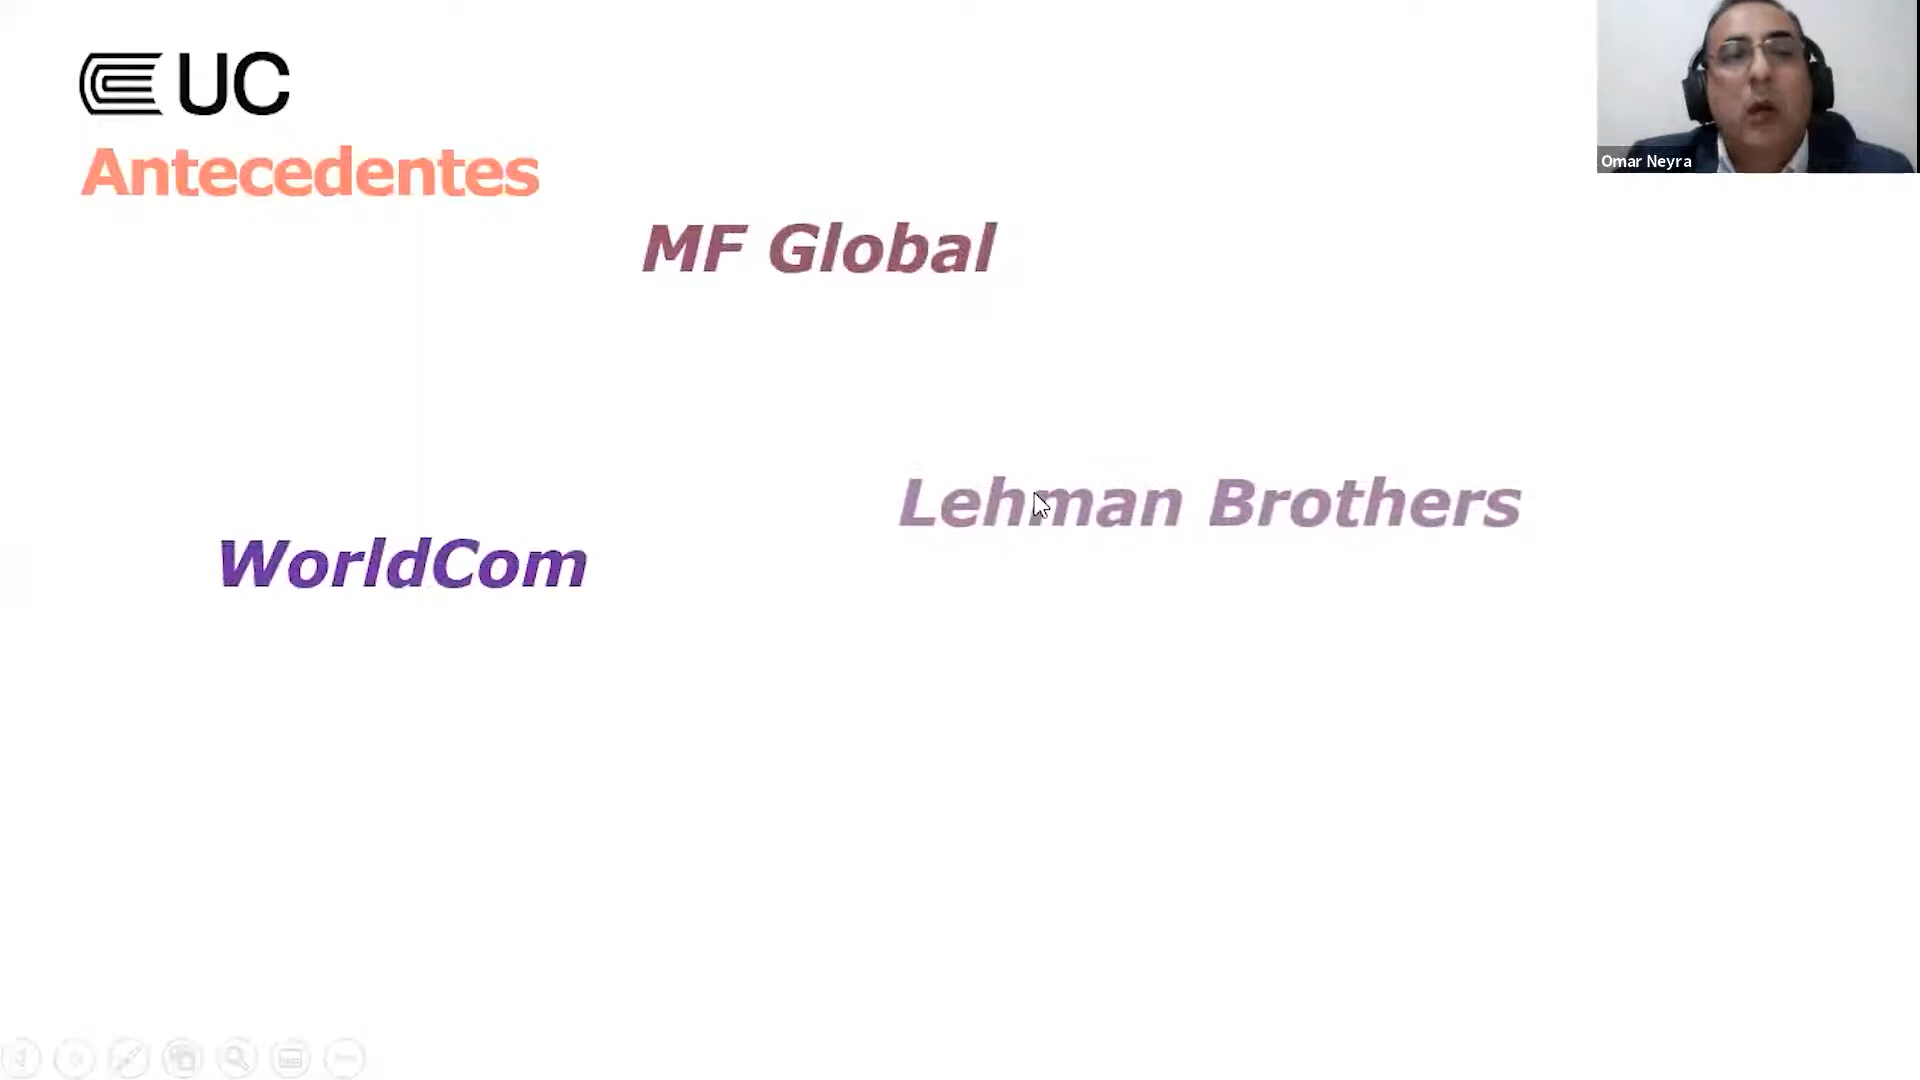 UC
Omar Neyra
Antecedentes
MF Global
Lehman Brothers
WorldCom